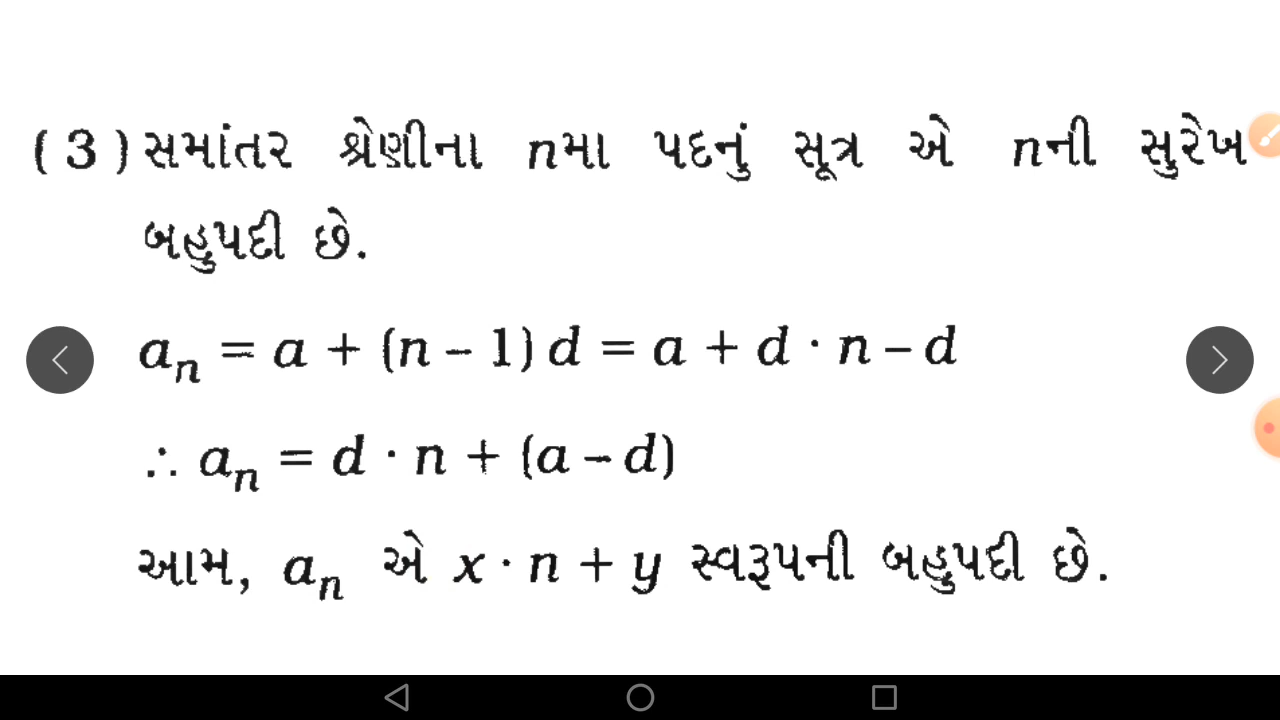 ( 3 ) સમાંતર શ્રેણીના nમા પદનું સૂત્ર એ nની સુરેખ
બહુપદી છે.
aₙ = a + (n – 1) d = a + d · n – d
∴ aₙ = d · n + (a – d)
આમ, aₙ એ x · n + y સ્વરૂપની બહુપદી છે.